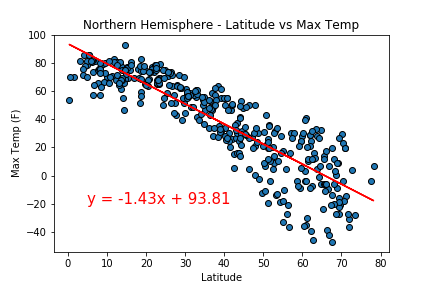 Northern Hemisphere - Latitude vs Max Temp
100
80
60
40
20
0
−20
−40
Max Temp (F)
y = -1.43x + 93.81
0 10 20 30 40 50 60 70 80
Latitude